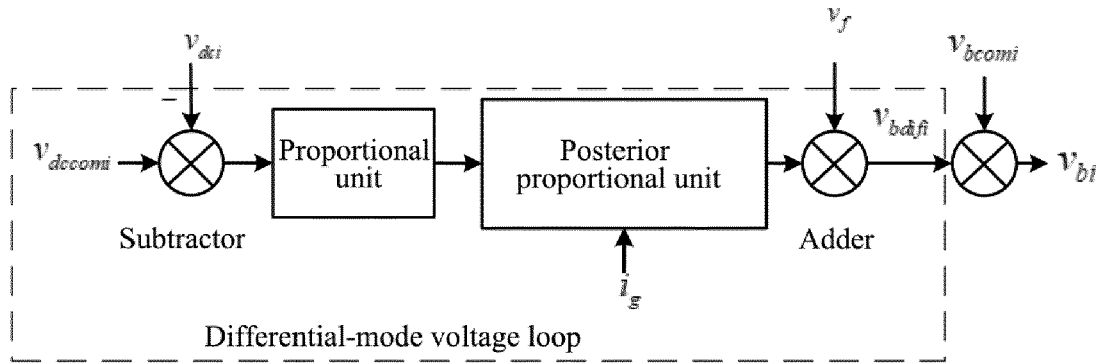 v_dci
v_f
v_bcomi
−
v_dccomi
Proportional
unit
Posterior
proportional unit
v_bdifi
v_bi
Subtractor
Adder
i_g
Differential-mode voltage loop